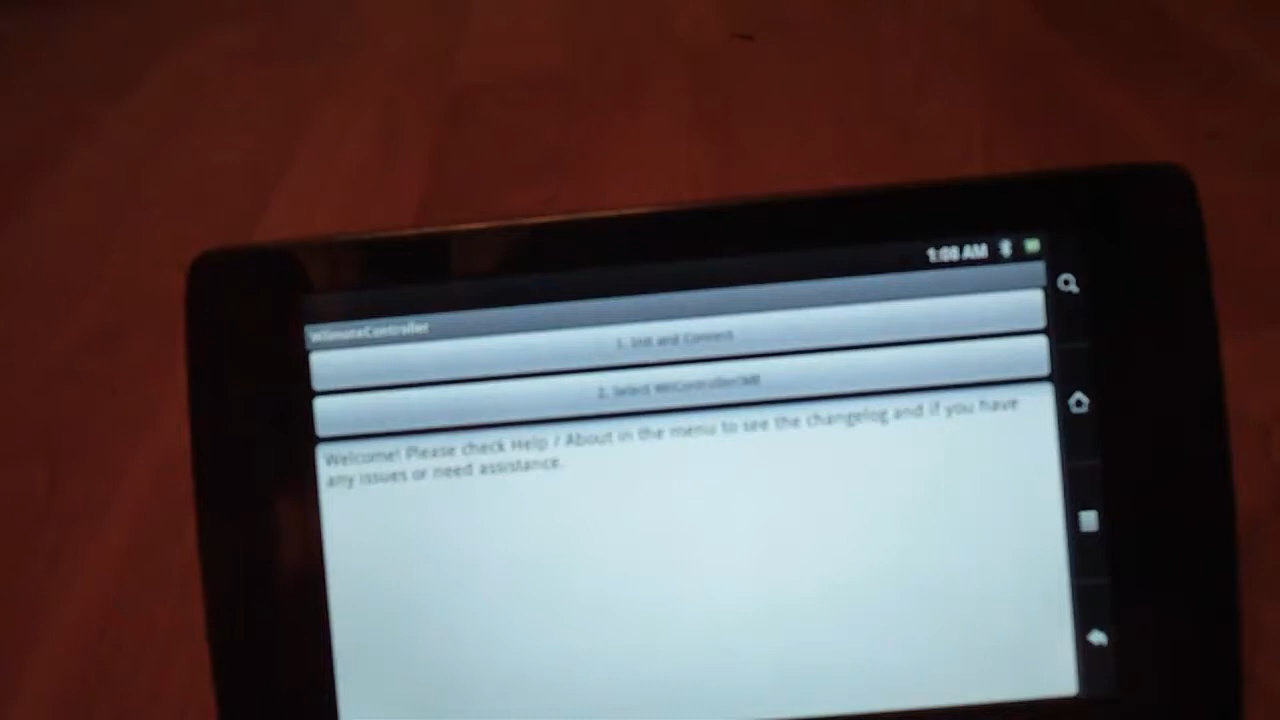 1:08 AM
WiimoteController
1. Init and Connect
2. Select WiiControllerIME
Welcome! Please check Help / About in the menu to see the changelog and if you have
any issues or need assistance.